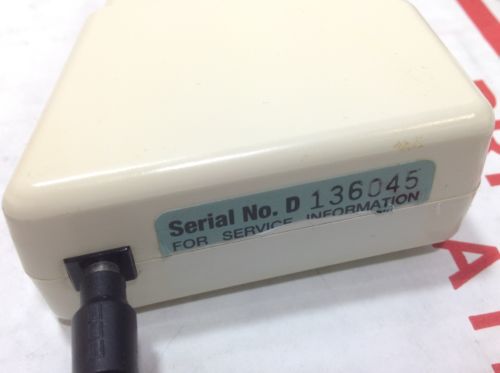 Serial No. D 136045
FOR SERVICE INFORMATION